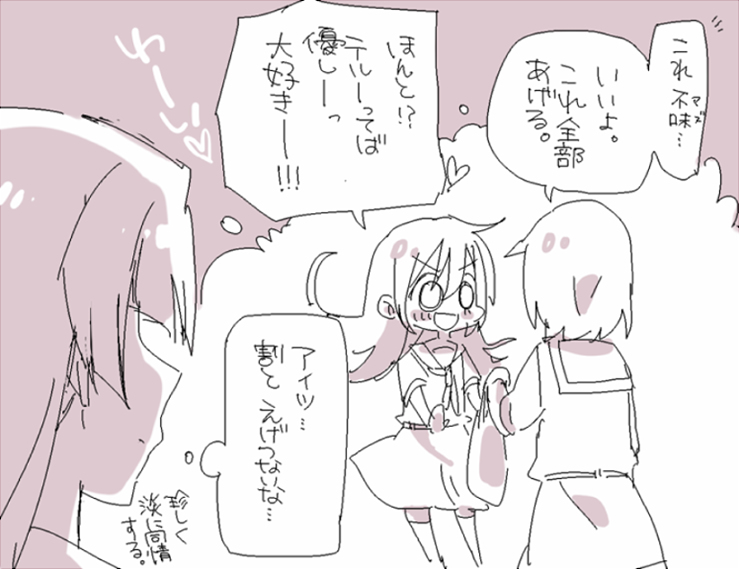 これ不味…
マズ
いいよ。
これ全部
あげる。
ほんと!?
テルーってば
優しーっ
大好きー!!!
わーい♡
アイツ…
割と えげつないな…
珍しく
淡に同情
する。